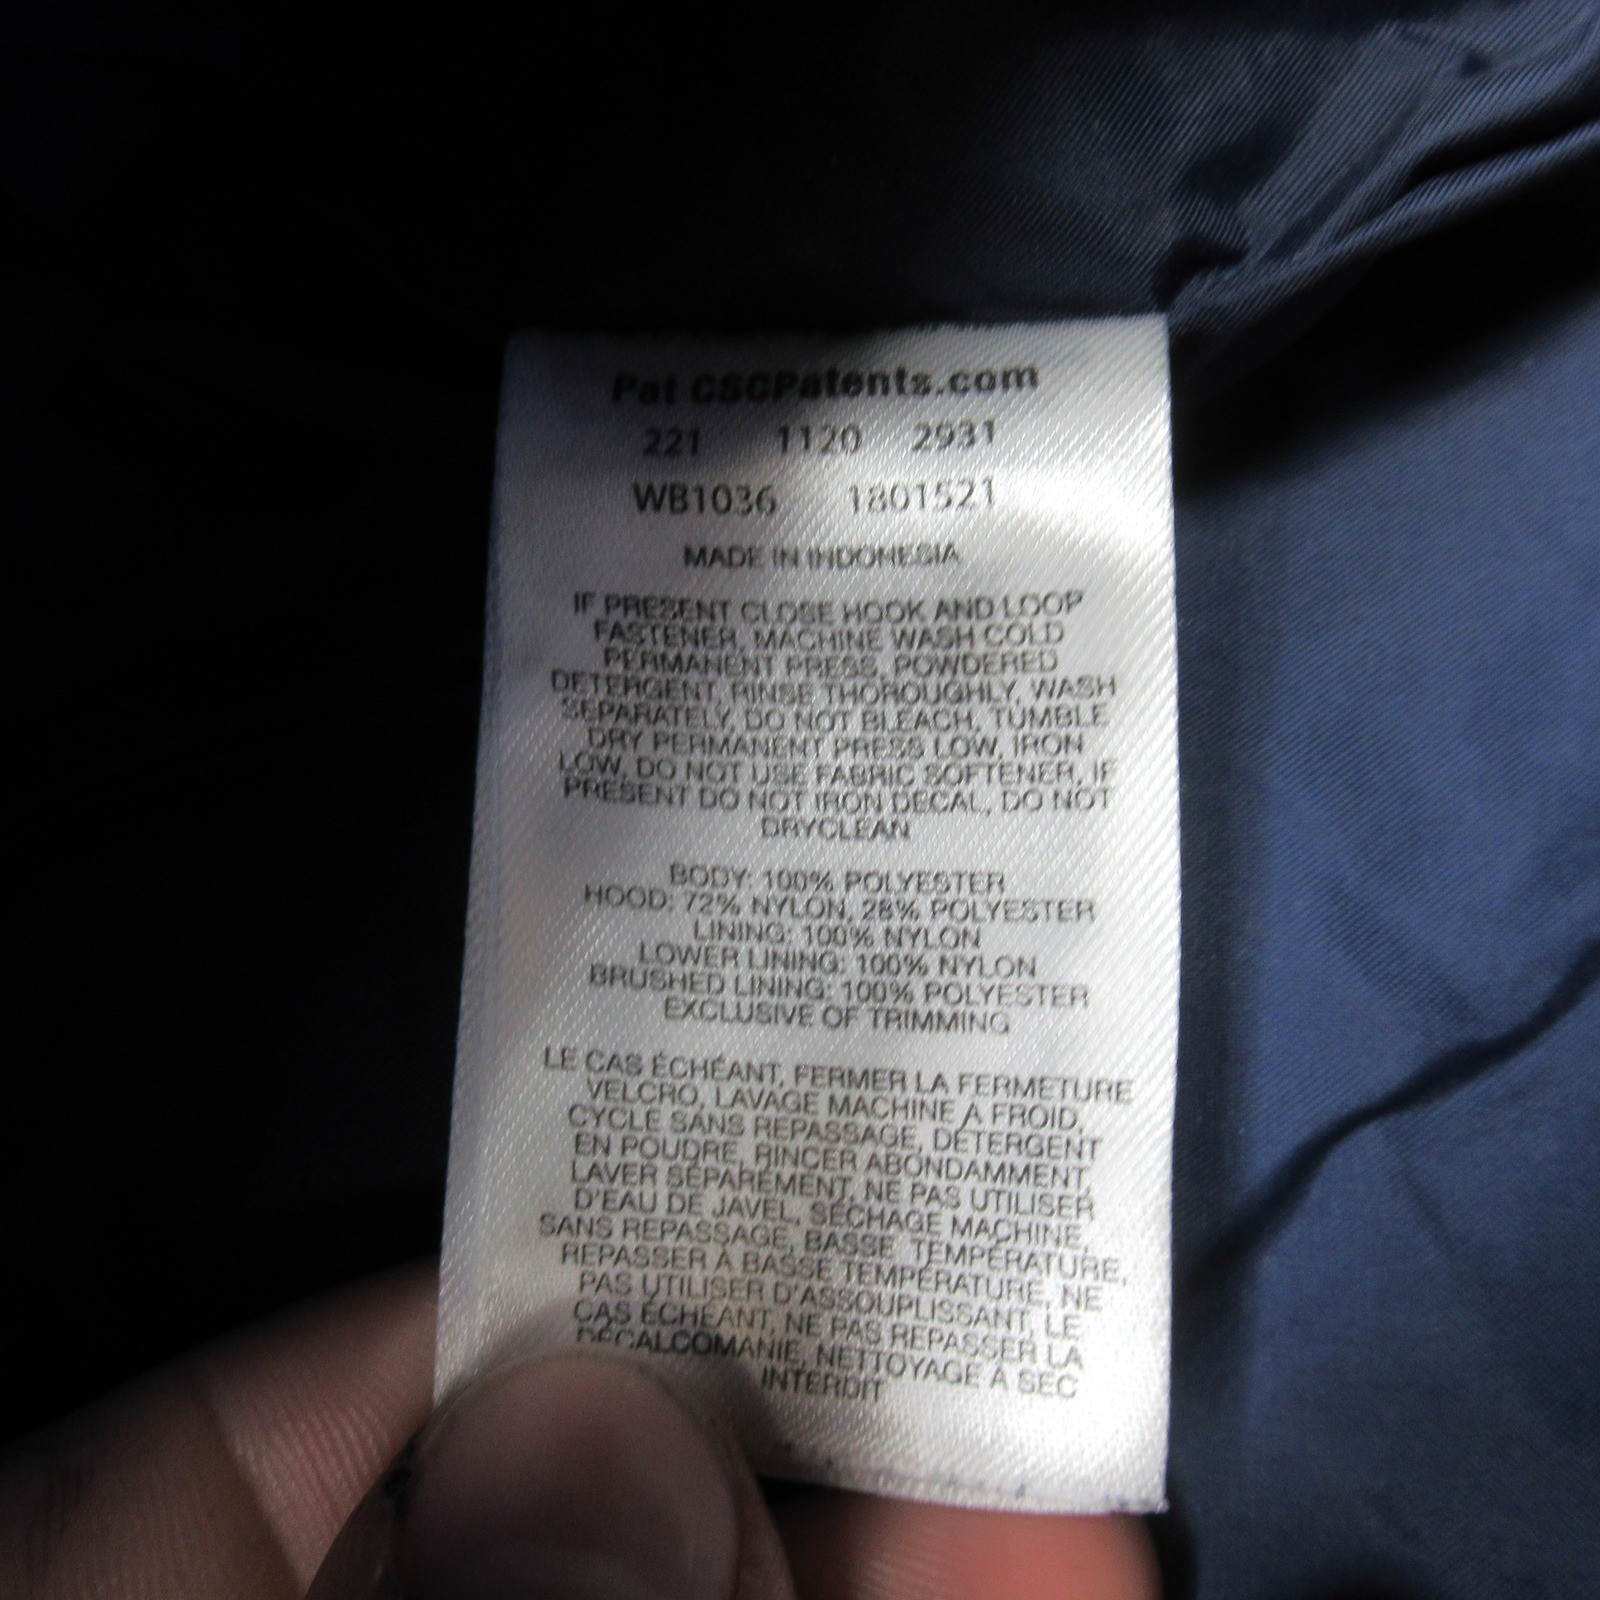 Pat CSCPatents.com
221 1120 2931
WB1036 1801521
MADE IN INDONESIA
IF PRESENT CLOSE HOOK AND LOOP
FASTENER, MACHINE WASH COLD
PERMANENT PRESS, POWDERED
DETERGENT, RINSE THOROUGHLY, WASH
SEPARATELY, DO NOT BLEACH, TUMBLE
DRY PERMANENT PRESS LOW, IRON
LOW, DO NOT USE FABRIC SOFTENER, IF
PRESENT DO NOT IRON DECAL, DO NOT
DRYCLEAN
BODY: 100% POLYESTER
HOOD: 72% NYLON, 28% POLYESTER
LINING: 100% NYLON
LOWER LINING: 100% NYLON
BRUSHED LINING: 100% POLYESTER
EXCLUSIVE OF TRIMMING
LE CAS ÉCHÉANT, FERMER LA FERMETURE
VELCRO, LAVAGE MACHINE À FROID,
CYCLE SANS REPASSAGE, DÉTERGENT
EN POUDRE, RINCER ABONDAMMENT,
LAVER SÉPARÉMENT, NE PAS UTILISER
D'EAU DE JAVEL, SÉCHAGE MACHINE,
SANS REPASSAGE, BASSE TEMPÉRATURE,
REPASSER À BASSE TEMPÉRATURE, NE
PAS UTILISER D'ASSOUPLISSANT, LE
CAS ÉCHÉANT, NE PAS REPASSER LA
DÉCALCOMANIE, NETTOYAGE À SEC
INTERDIT